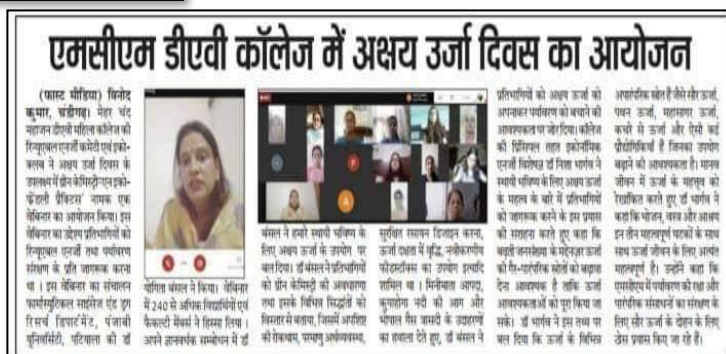 एमसीएम डीएवी कॉलेज में अक्षय उर्जा दिवस का आयोजन
(फास्ट मीडिया) विनोद
कुमार, चंडीगढ़। मेहर चंद
महाजन डीएवी महिला कॉलेज की
रिन्यूएबल एनर्जी कमेटी एवं इको-
क्लब ने अक्षय उर्जा दिवस के
उपलक्ष्य में ग्रीन केमिस्ट्री-एन इको-
फ्रेंडली प्रैक्टिस' नामक एक
वेबिनार का आयोजन किया। इस
वेबिनार का उद्देश्य प्रतिभागियों को
रिन्यूएबल एनर्जी तथा पर्यावरण
संरक्षण के प्रति जागरूक करना
था । इस वेबिनार का संचालन
फार्मास्युटिकल साइंसेज एंड ड्रग
रिसर्च डिपार्टमेंट, पंजाबी
यूनिवर्सिटी, पटियाला की डॉ
योगिता बंसल ने किया। वेबिनार
में 240 से अधिक विद्यार्थियों एवं
फैकल्टी मेंबर्स ने हिस्सा लिया ।
अपने ज्ञानवर्धक सम्बोधन में डॉ
बंसल ने हमारे स्थायी भविष्य के
लिए अक्षय ऊर्जा के उपयोग पर
बल दिया। डॉ बंसल ने प्रतिभागियों
को ग्रीन केमिस्ट्री की अवधारणा
तथा इसके विभिन्न सिद्धांतों को
विस्तार से बताया, जिसमें अपशिष्ट
की रोकथाम, परमाणु अर्थव्यवस्था,
सुरक्षित रसायन डिजाइन करना,
ऊर्जा दक्षता में वृद्धि, नवीकरणीय
फीडस्टॉक्स का उपयोग इत्यादि
शामिल था । मिनीमाता आपदा,
कुयाहोगा नदी की आग और
भोपाल गैस त्रासदी के उदाहरणों
का हवाला देते हुए, डॉ बंसल ने
प्रतिभागियों को अक्षय ऊर्जा को
अपनाकर पर्यावरण को बचाने की
आवश्यकता पर जोर दिया। कॉलेज
की प्रिंसिपल तहत इकोनॉमिक
एनर्जी विशेषज्ञ डॉ निशा भार्गव ने
स्थायी भविष्य के लिए अक्षय ऊर्जा
के महत्व के बारे में प्रतिभागियों
को जागरूक करने के इस प्रयास
की सराहना करते हुए कहा कि
बढ़ती जनसंख्या के मद्देनज़र ऊर्जा
की गैर-पारंपरिक स्रोतों को बढ़ावा
देना आवश्यक है ताकि ऊर्जा
आवश्यकताओं को पूरा किया जा
सके। डॉ भार्गव ने इस तथ्य पर
बल दिया कि ऊर्जा के विभिन्न
अपारंपरिक स्रोत हैं जैसे सौर ऊर्जा,
पवन ऊर्जा, महासागर ऊर्जा,
कचरे से ऊर्जा और ऐसी कई
प्रौद्योगिकियाँ हैं जिनका उपयोग
बढ़ाने की आवश्यकता है। मानव
जीवन में ऊर्जा के महत्त्व को
रेखांकित करते हुए डॉ भार्गव ने
कहा कि भोजन, वस्त्र और आश्रय
इन तीन महत्वपूर्ण घटकों के साथ
साथ ऊर्जा जीवन के लिए अत्यंत
महत्वपूर्ण है। उन्होंने कहा कि
एमसीएम में पर्यावरण की रक्षा और
पारंपरिक संसाधनों का संरक्षण के
लिए सौर ऊर्जा के दोहन के लिए
ठोस प्रयास किए जा रहे हैं।